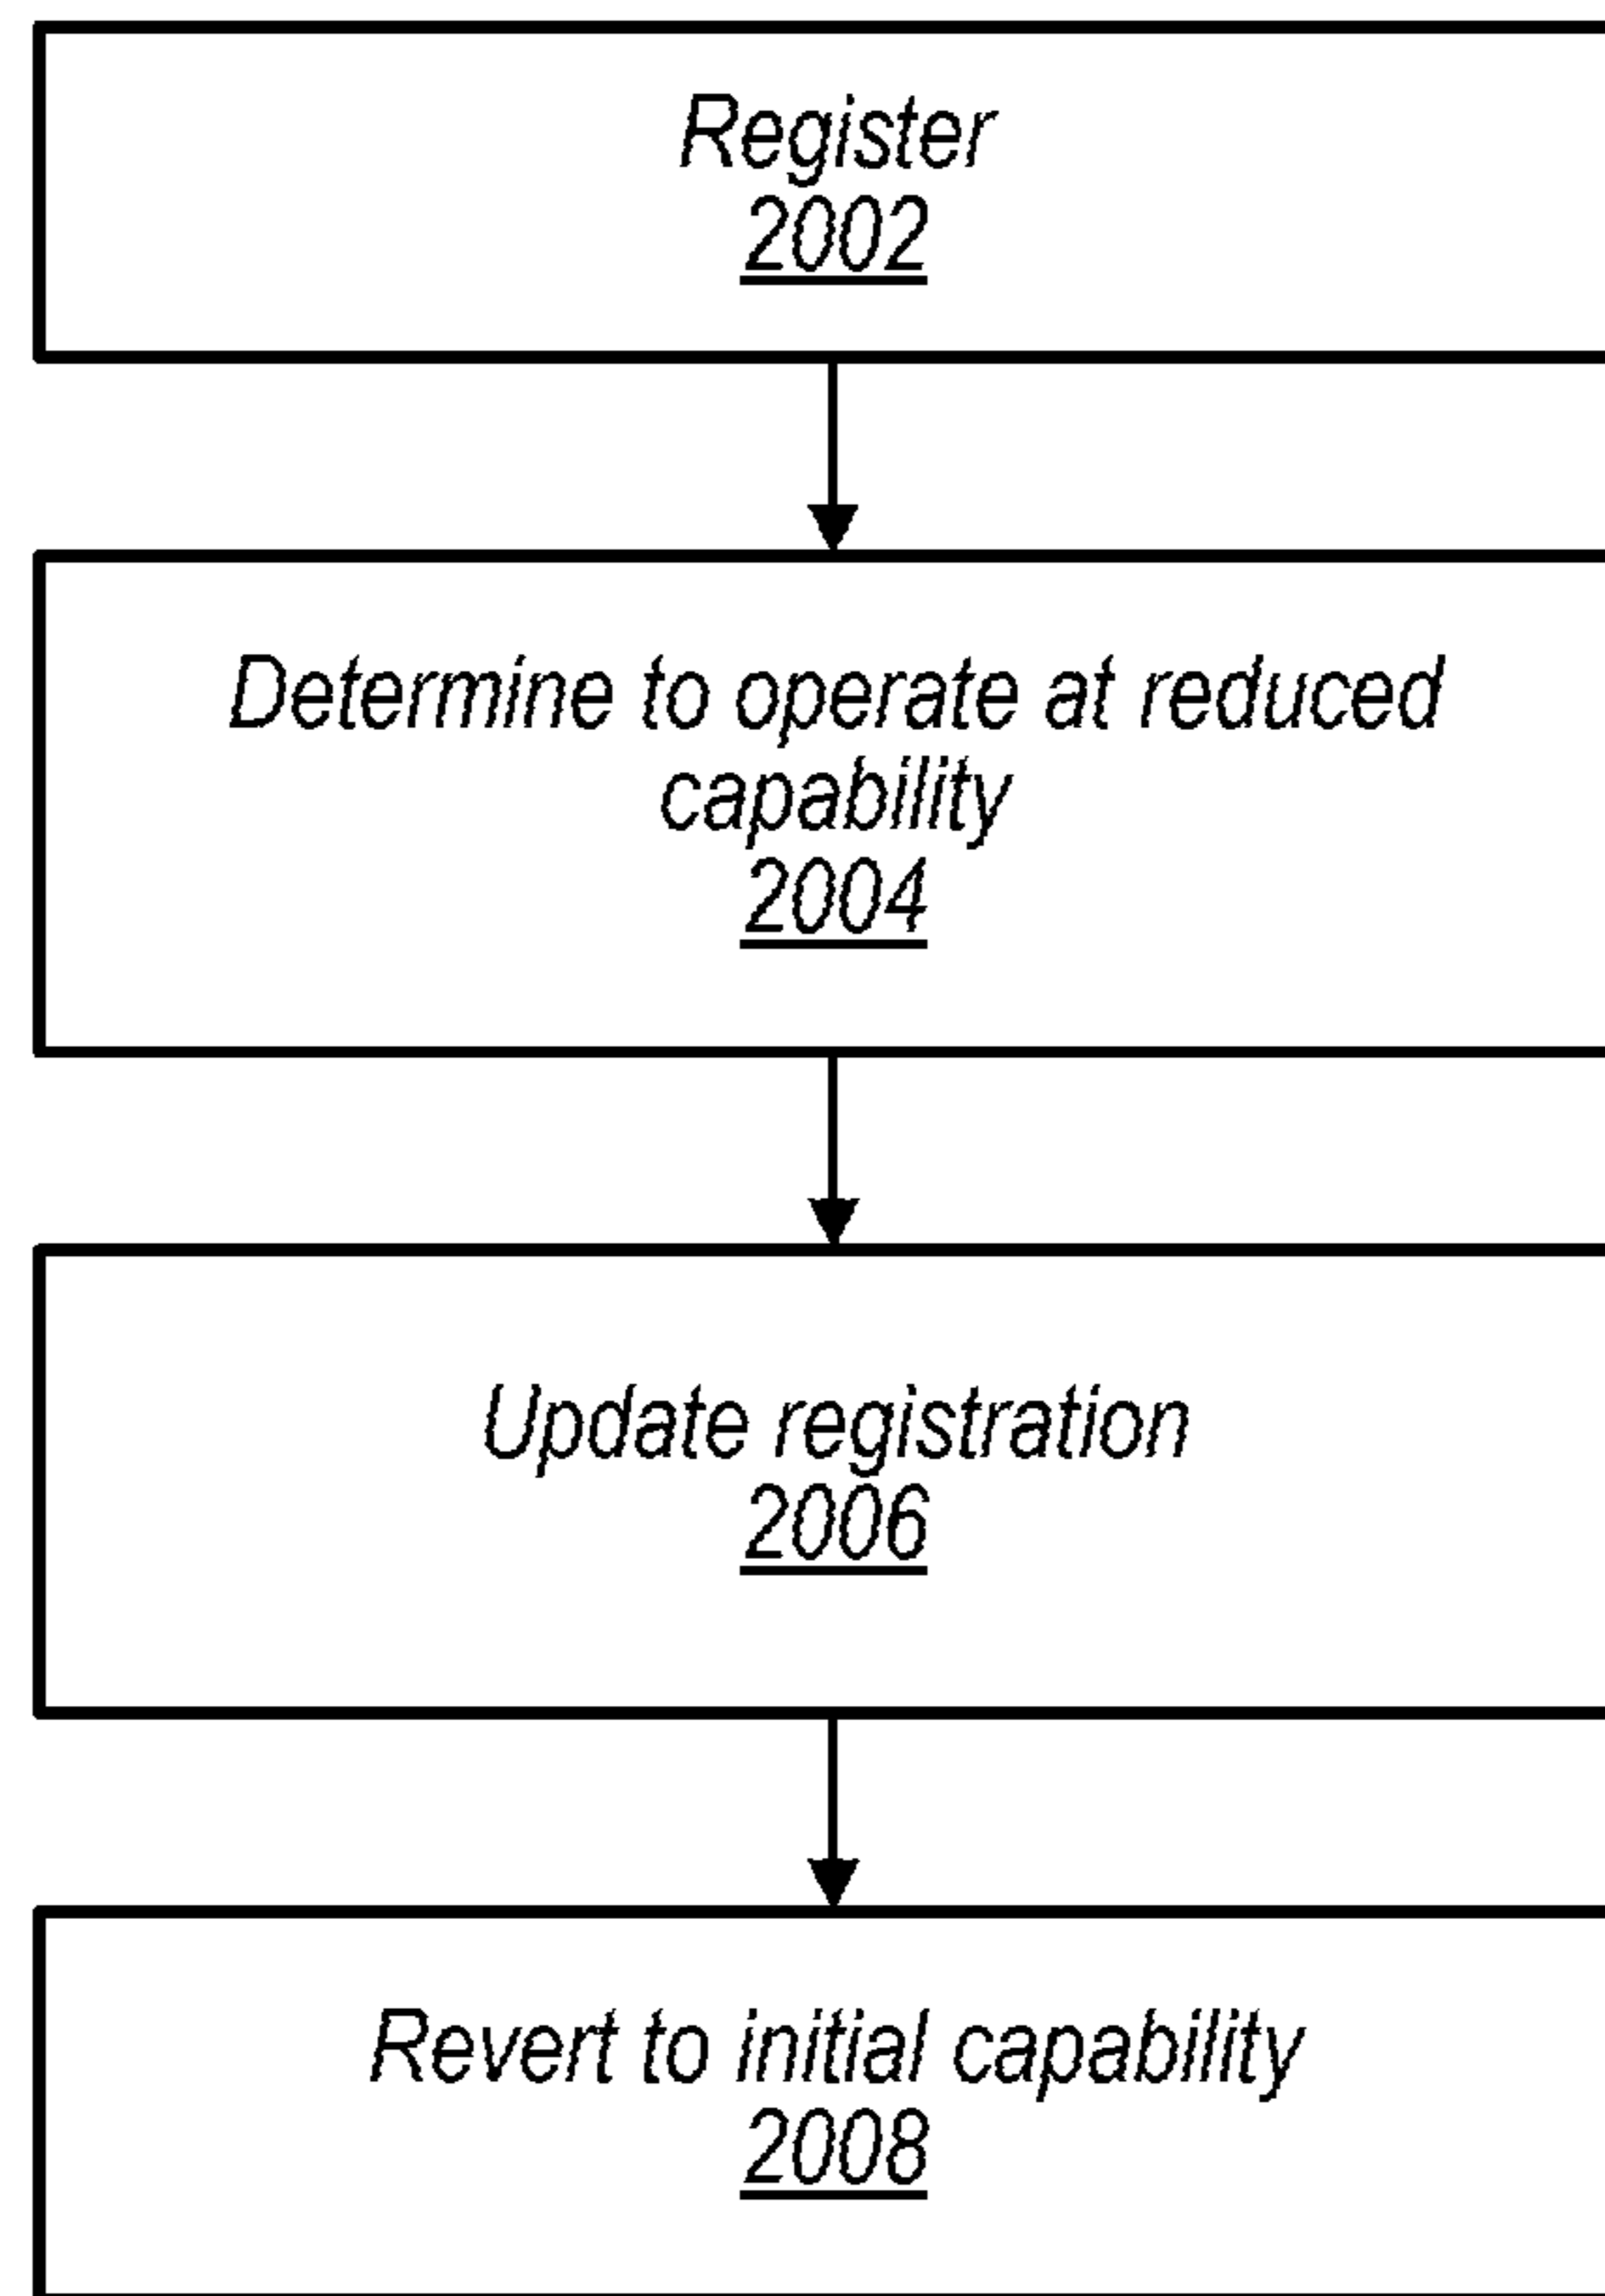 Register
2002
Determine to operate at reduced
capability
2004
Update registration
2006
Revert to initial capability
2008